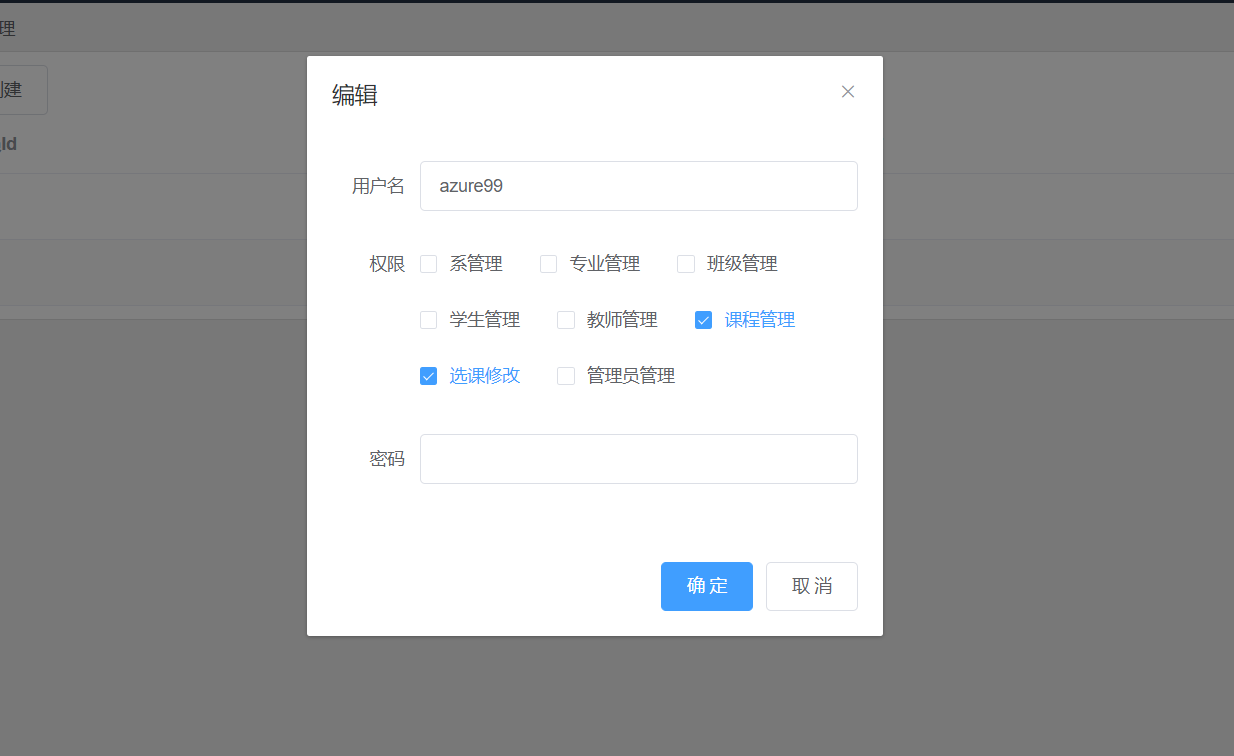 理
建
Id
编辑
用户名 azure99
权限 系管理 专业管理 班级管理
学生管理 教师管理 课程管理
选课修改 管理员管理
密码
确定 取消